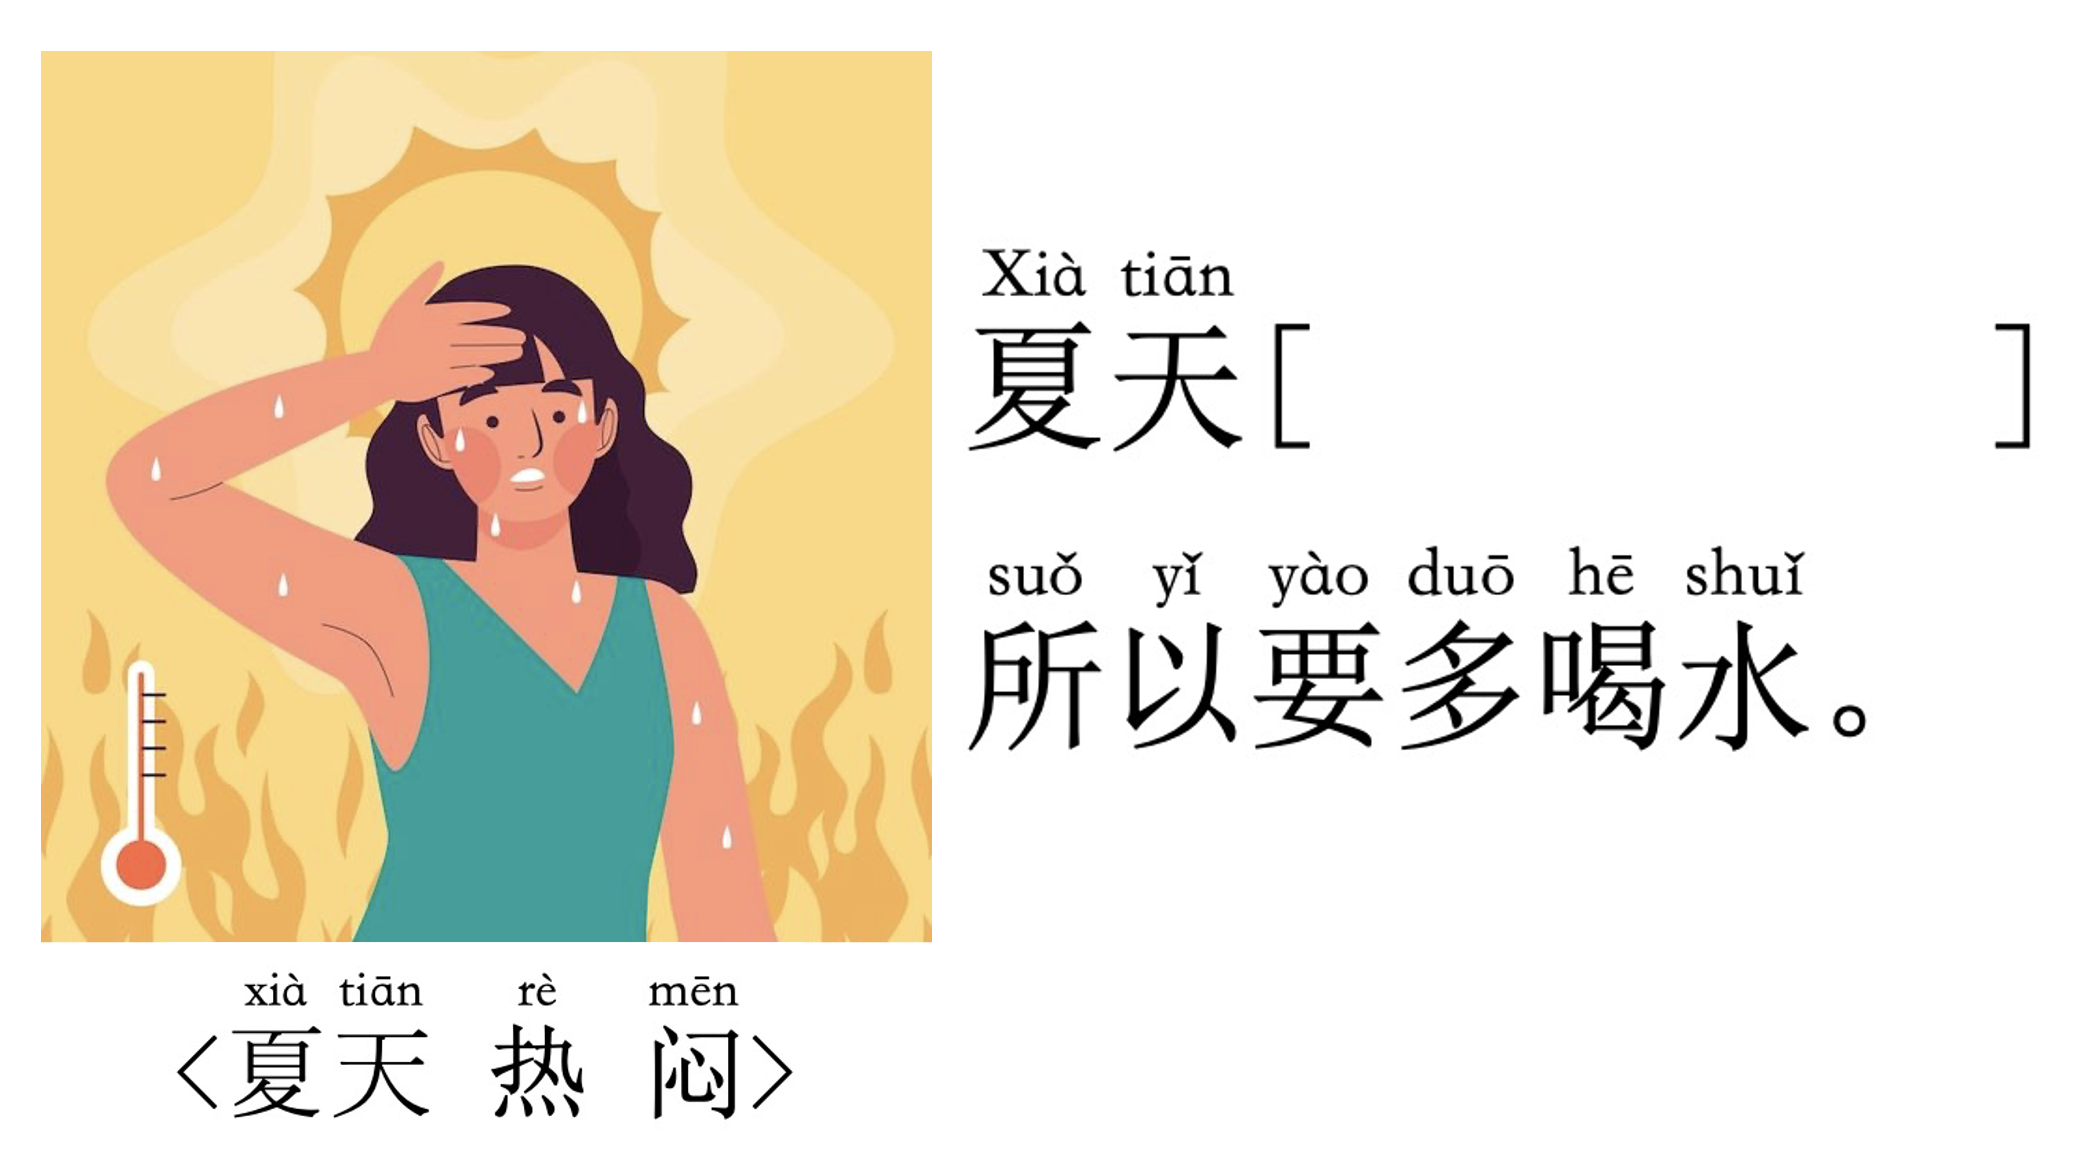 Xià tiān
夏天[ ]
suǒ yǐ yào duō hē shuǐ
所以要多喝水。
xià tiān rè mēn
<夏天 热 闷>